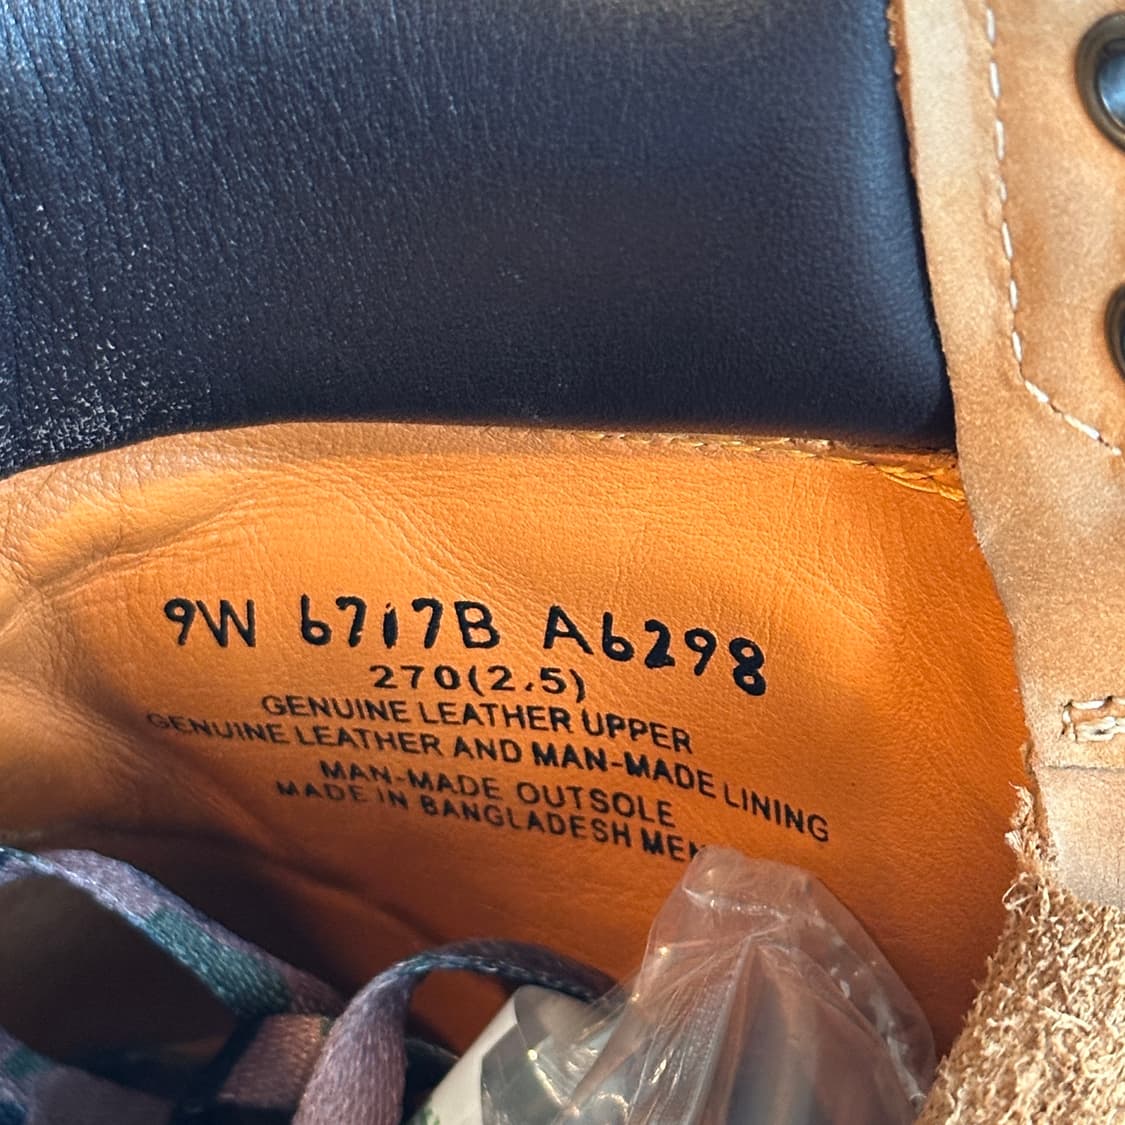 9W 6717B A6298
270(2.5)
GENUINE LEATHER UPPER
GENUINE LEATHER AND MAN-MADE LINING
MAN-MADE OUTSOLE
MADE IN BANGLADESH MEN